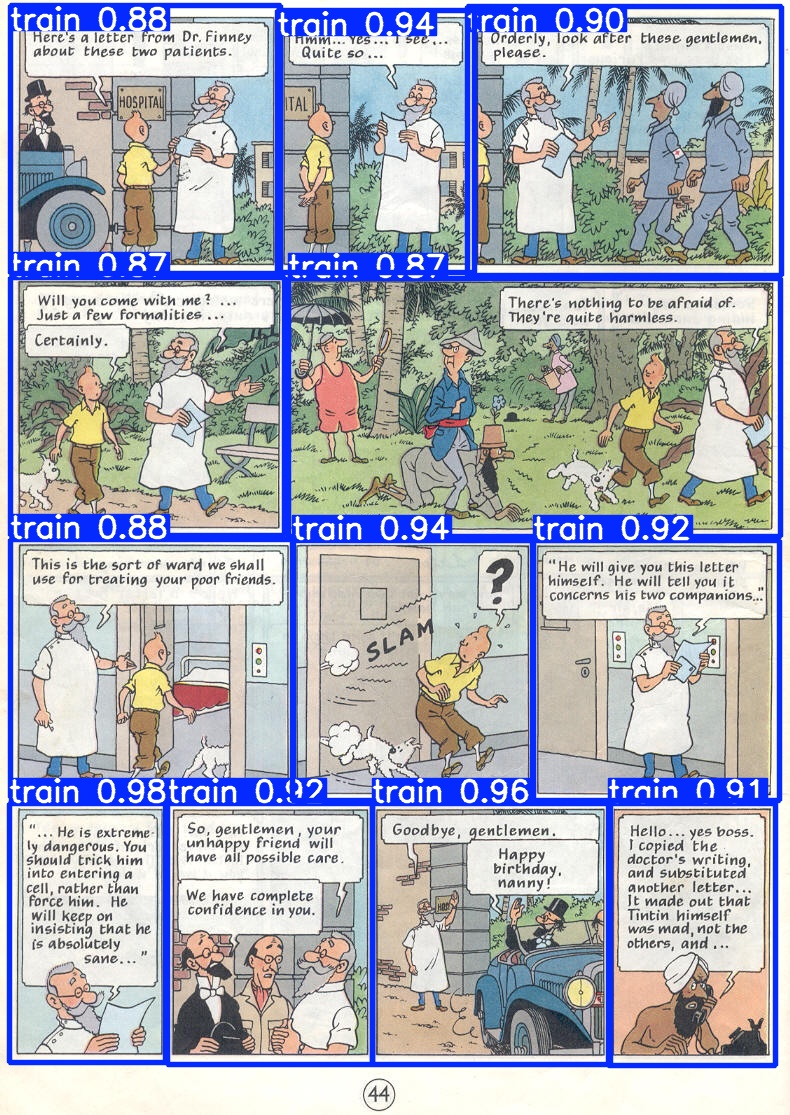 train 0.88
train 0.94
train 0.90
Here's a letter from Dr. Finney
about these two patients.
HOSPITAL
Hmm... Yes... I see...
Quite so...
ITAL
Orderly, look after these gentlemen,
please.
train 0.87
train 0.87
Will you come with me? ...
Just a few formalities ...
Certainly.
There's nothing to be afraid of.
They're quite harmless.
train 0.88
train 0.94
train 0.92
This is the sort of ward we shall
use for treating your poor friends.
SLAM
?
"He will give you this letter
himself. He will tell you it
concerns his two companions..."
train 0.98
train 0.92
train 0.96
train 0.91
"... He is extreme-
ly dangerous. You
should trick him
into entering a
cell, rather than
force him. He
will keep on
insisting that he
is absolutely
sane..."
So, gentlemen, your
unhappy friend will
have all possible care.
We have complete
confidence in you.
Goodbye, gentlemen.
Happy
birthday,
nanny!
HOS
Hello... yes boss.
I copied the
doctor's writing,
and substituted
another letter...
It made out that
Tintin himself
was mad, not the
others, and ...
44